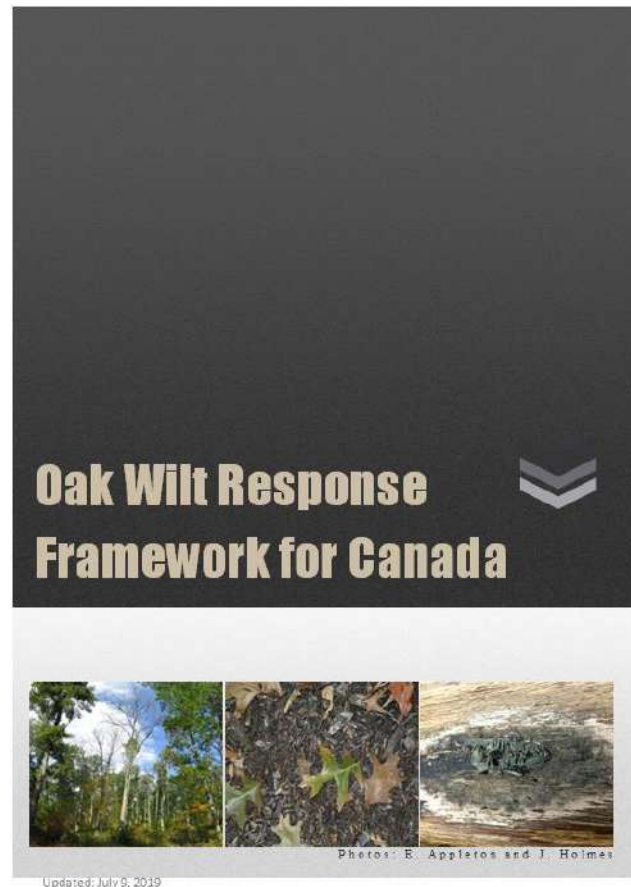 Oak Wilt Response
Framework for Canada
Photos: E. Appleton and J. Holmes
Updated: July 9, 2019